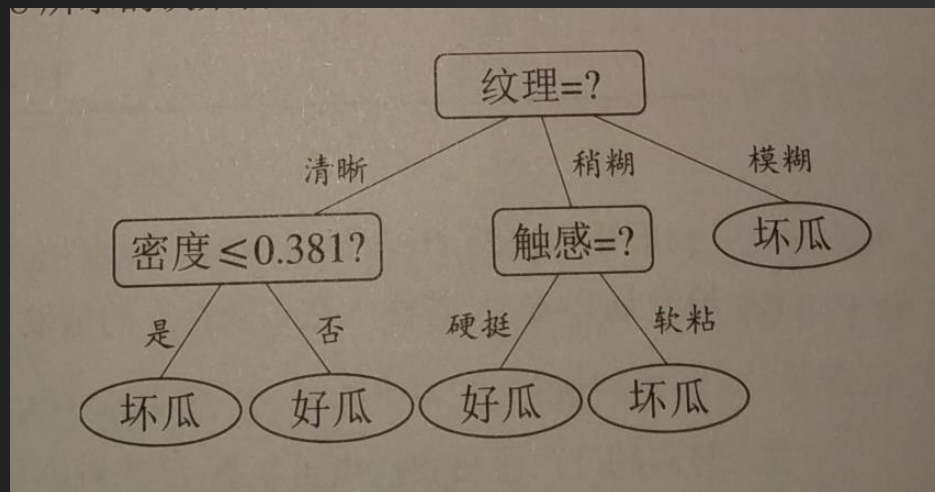 纹理=?
清晰
稍糊
模糊
密度≤0.381?
触感=?
坏瓜
是
否
硬挺
软粘
坏瓜
好瓜
好瓜
坏瓜